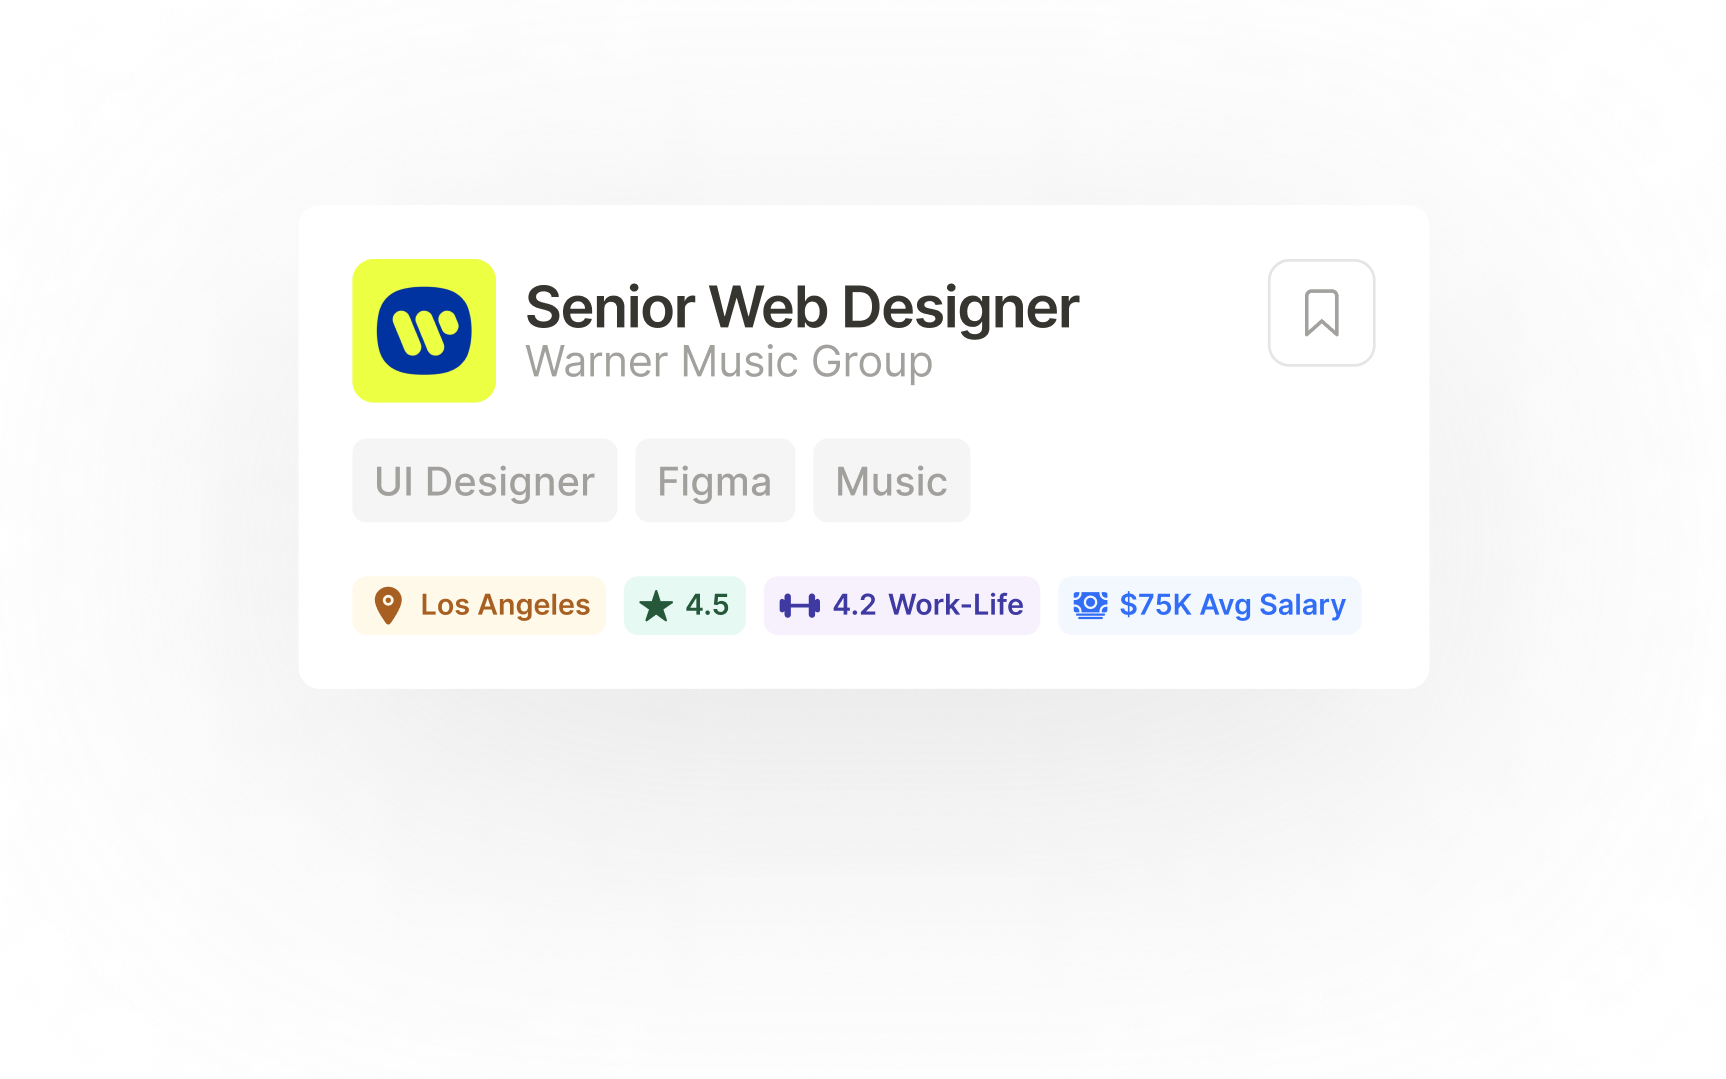 Senior Web Designer
Warner Music Group
UI Designer Figma Music
Los Angeles 4.5 4.2 Work-Life $75K Avg Salary